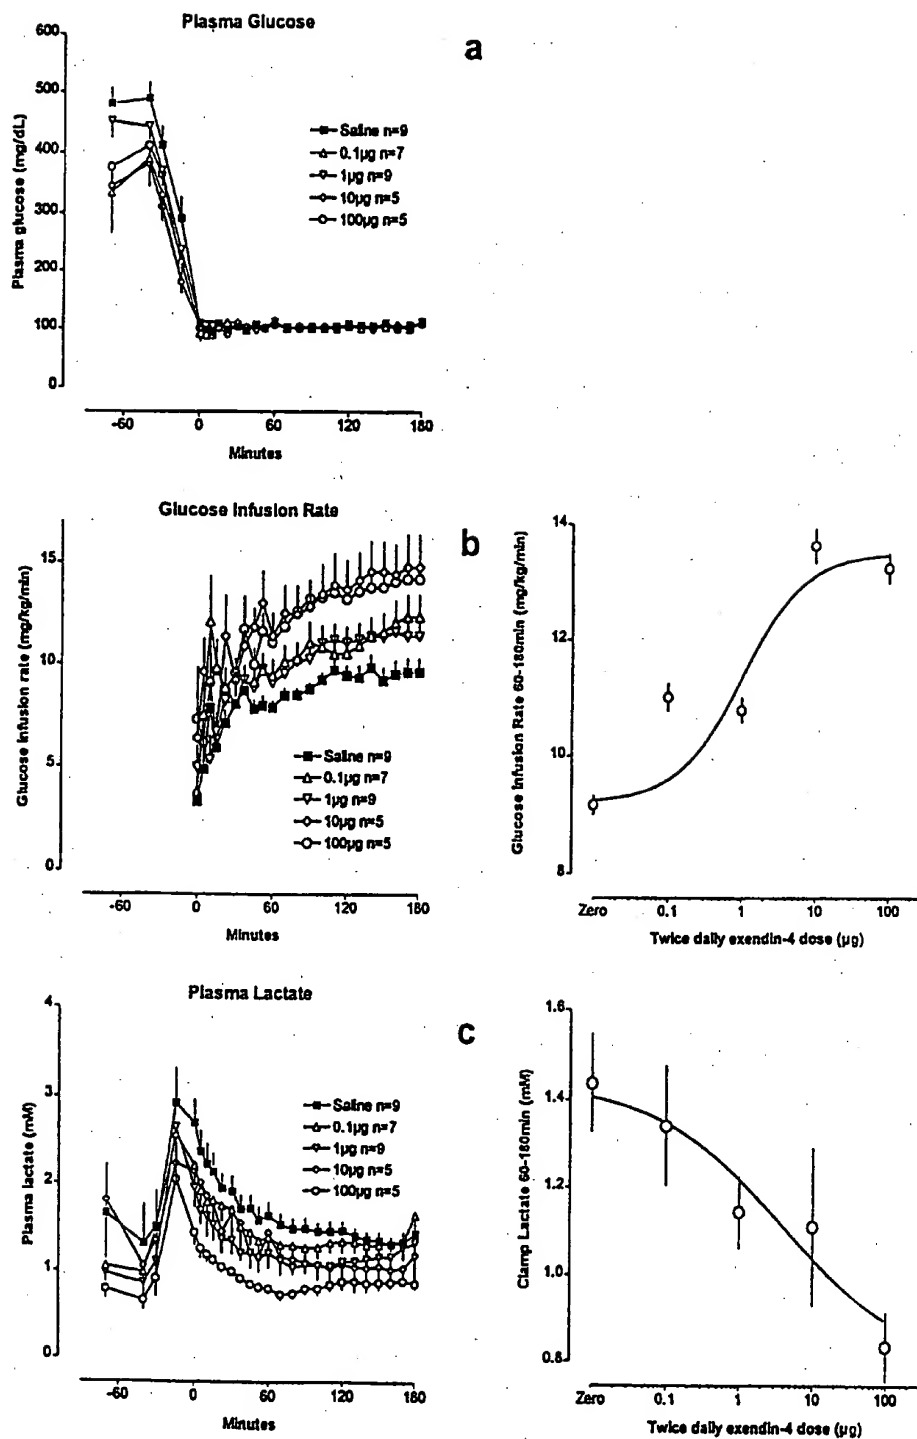 Plasma Glucose
a
600
500
400
300
200
100
0
Plasma glucose (mg/dL)
Saline n=9
0.1µg n=7
1µg n=9
10µg n=5
100µg n=5
-60 0 60 120 180
Minutes
Glucose Infusion Rate
b
15
10
5
0
Glucose infusion rate (mg/kg/min)
Saline n=9
0.1µg n=7
1µg n=9
10µg n=5
100µg n=5
-60 0 60 120 180
Minutes
14
12
10
8
Glucose Infusion Rate 60-180min (mg/kg/min)
Zero 0.1 1 10 100
Twice daily exendin-4 dose (µg)
Plasma Lactate
c
4
3
2
1
0
Plasma lactate (mM)
Saline n=9
0.1µg n=7
1µg n=9
10µg n=5
100µg n=5
-60 0 60 120 180
Minutes
1.6
1.4
1.2
1.0
0.8
Clamp Lactate 60-180min (mM)
Zero 0.1 1 10 100
Twice daily exendin-4 dose (µg)